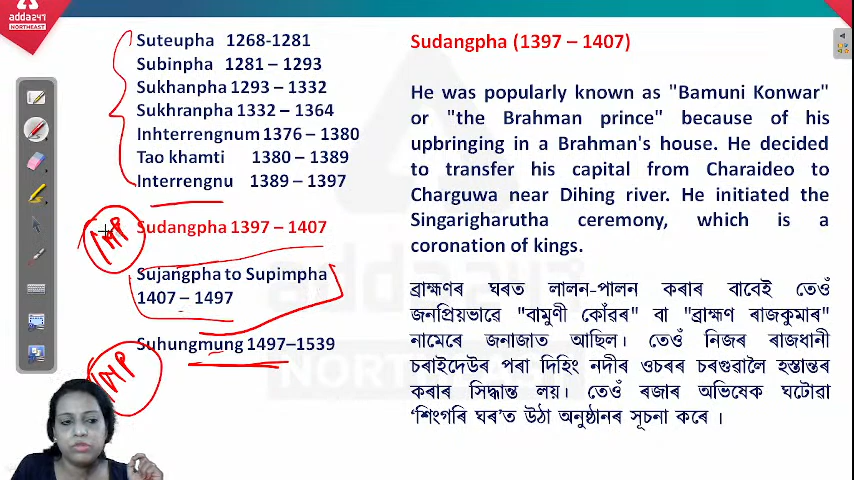 adda247
NORTHEAST
Suteupha 1268-1281
Subinpha 1281 – 1293
Sukhanpha 1293 – 1332
Sukhranpha 1332 – 1364
Inhterrengnum 1376 – 1380
Tao khamti 1380 – 1389
Interrengnu 1389 – 1397
IMP Sudangpha 1397 – 1407
Sujangpha to Supimpha
1407 – 1497
Suhungmung 1497–1539
IMP
Sudangpha (1397 – 1407)
He was popularly known as "Bamuni Konwar"
or "the Brahman prince" because of his
upbringing in a Brahman's house. He decided
to transfer his capital from Charaideo to
Charguwa near Dihing river. He initiated the
Singarigharutha ceremony, which is a
coronation of kings.
ব্ৰাহ্মণৰ ঘৰত লালন-পালন কৰাৰ বাবেই তেওঁ
জনপ্ৰিয়ভাৱে "বামুণী কোঁৱৰ" বা "ব্ৰাহ্মণ ৰাজকুমাৰ"
নামেৰে জনাজাত আছিল। তেওঁ নিজৰ ৰাজধানী
চৰাইদেউৰ পৰা দিহিং নদীৰ ওচৰৰ চৰগুৱালৈ হস্তান্তৰ
কৰাৰ সিদ্ধান্ত লয়। তেওঁ ৰজাৰ অভিষেক ঘটোৱা
'শিংগৰি ঘৰ'ত উঠা অনুষ্ঠানৰ সূচনা কৰে ।